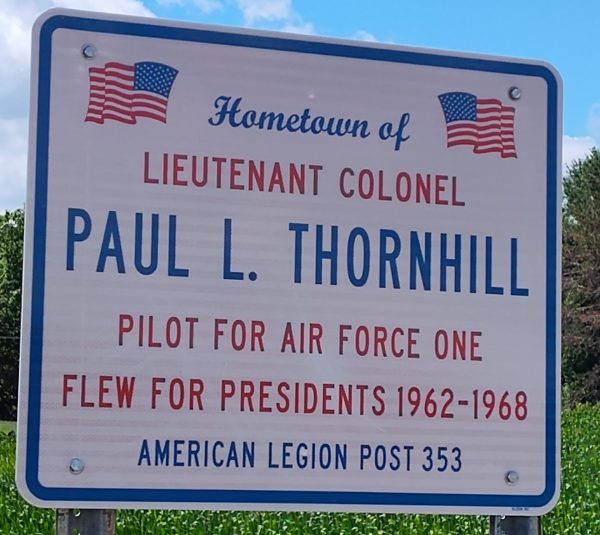 Hometown of
LIEUTENANT COLONEL
PAUL L. THORNHILL
PILOT FOR AIR FORCE ONE
FLEW FOR PRESIDENTS 1962-1968
AMERICAN LEGION POST 353